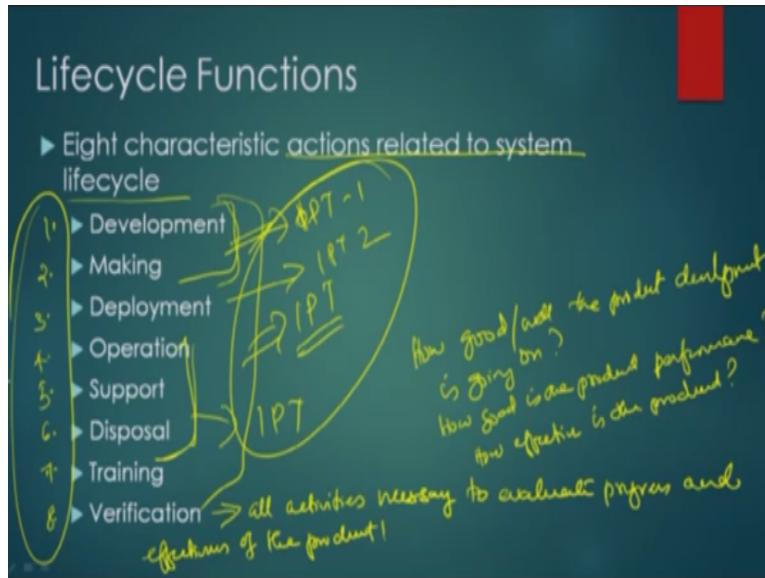 Lifecycle Functions
Eight characteristic actions related to system
lifecycle
1. Development
2. Making
3. Deployment
4. Operation
5. Support
6. Disposal
7. Training
8. Verification → all activities necessary to evaluate progress and
effectiveness of the product!
IPT-1
IPT 2
IPT
IPT
How good/well the product development
is going on?
How good is the product performance?
How effective is the product?